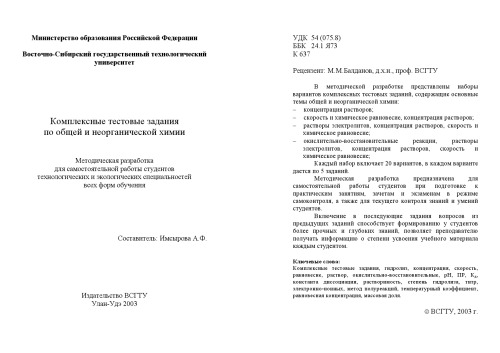 Министерство образования Российской Федерации
Восточно-Сибирский государственный технологический
университет
Комплексные тестовые задания
по общей и неорганической химии
Методическая разработка
для самостоятельной работы студентов
технологических и экологических специальностей
всех форм обучения
Составитель: Имсырова А.Ф.
Издательство ВСГТУ
Улан-Удэ 2003
УДК 54 (075.8)
ББК 24.1 Я73
К 637
Рецензент: М.М.Балданов, д.х.н., проф. ВСГТУ
В методической разработке представлены наборы
вариантов комплексных тестовых заданий, содержащие основные
темы общей и неорганической химии:
– концентрация растворов;
– скорость и химическое равновесие, концентрация растворов;
– растворы электролитов, концентрация растворов, скорость и
химическое равновесие;
– окислительно-восстановительные реакции, растворы
электролитов, концентрация растворов, скорость и
химическое равновесие.
Каждый набор включает 20 вариантов, в каждом варианте
дается по 5 заданий.
Методическая разработка предназначена для
самостоятельной работы студентов при подготовке к
практическим занятиям, зачетам и экзаменам в режиме
самоконтроля, а также для текущего контроля знаний и умений
студентов.
Включение в последующие задания вопросов из
предыдущих заданий способствует формированию у студентов
более прочных и глубоких знаний, позволяет преподавателю
получать информацию о степени усвоения учебного материала
каждым студентом.
Ключевые слова:
Комплексные тестовые задания, гидролиз, концентрация, скорость,
равновесие, раствор, окислительно-восстановительные, pH, ПР, Kд,
константа диссоциации, растворимость, степень гидролиза, титр,
электронно-ионных, метод полуреакций, температурный коэффициент,
равновесная концентрация, массовая доля.
© ВСГТУ, 2003 г.